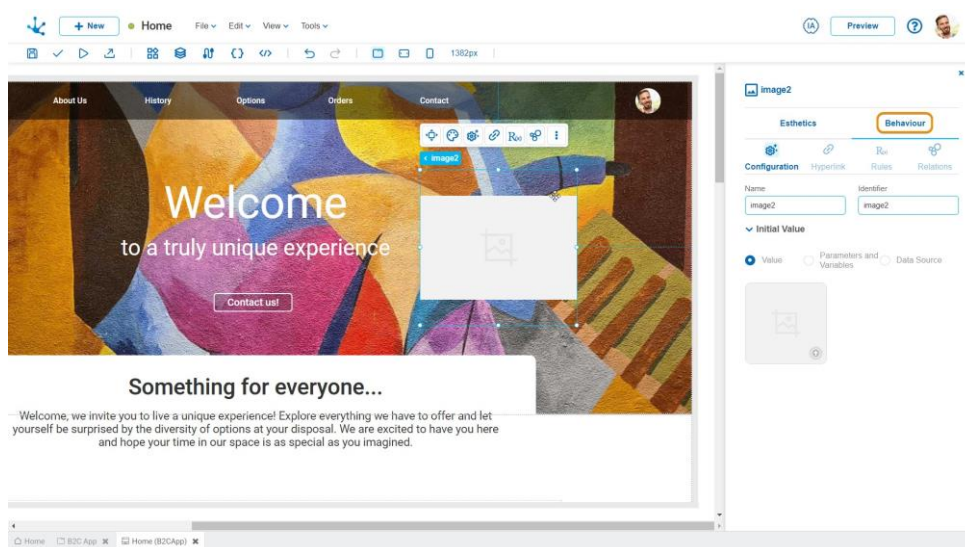 + New
Home
File
Edit
View
Tools
IA
Preview
?
1382px
About Us
History
Options
Orders
Contact
image2
Welcome
to a truly unique experience
Contact us!
Something for everyone...
Welcome, we invite you to live a unique experience! Explore everything we have to offer and let
yourself be surprised by the diversity of options at your disposal. We are excited to have you here
and hope your time in our space is as special as you imagined.
image2
Esthetics
Behaviour
Configuration
Hyperlink
Rules
Relations
Name
Identifier
image2
image2
Initial Value
Value
Parameters and
Variables
Data Source
Home
B2C App
Home (B2CApp)